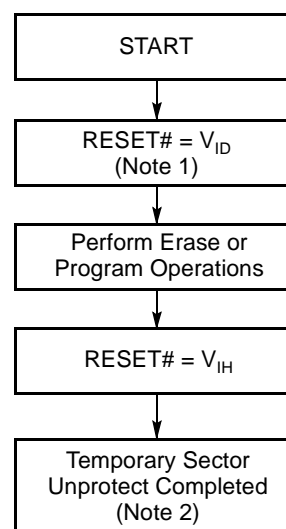 START
RESET# = V_ID
(Note 1)
Perform Erase or
Program Operations
RESET# = V_IH
Temporary Sector
Unprotect Completed
(Note 2)